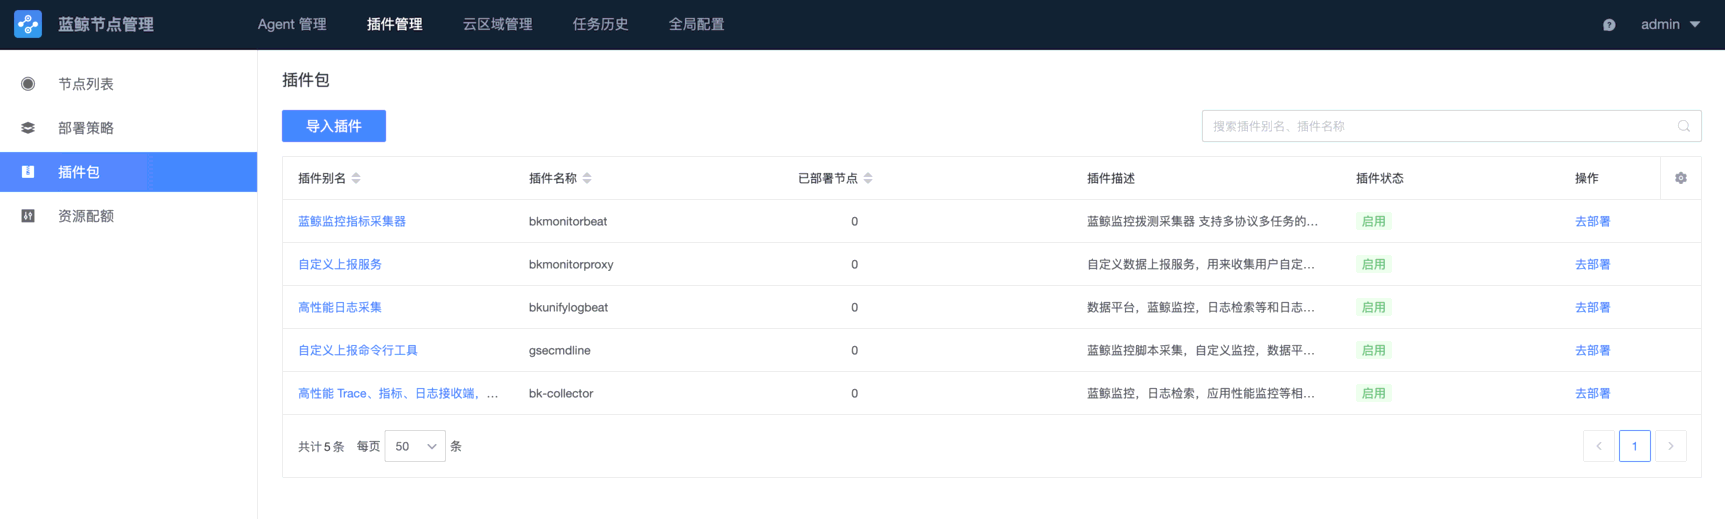 蓝鲸节点管理 Agent 管理 插件管理 云区域管理 任务历史 全局配置 admin
节点列表
部署策略
插件包
资源配额
插件包
导入插件 搜索插件别名、插件名称
插件别名 插件名称 已部署节点 插件描述 插件状态 操作
蓝鲸监控指标采集器 bkmonitorbeat 0 蓝鲸监控拨测采集器 支持多协议多任务的... 启用 去部署
自定义上报服务 bkmonitorproxy 0 自定义数据上报服务，用来收集用户自定... 启用 去部署
高性能日志采集 bkunifylogbeat 0 数据平台，蓝鲸监控，日志检索等和日志... 启用 去部署
自定义上报命令行工具 gsecmdline 0 蓝鲸监控脚本采集，自定义监控，数据平... 启用 去部署
高性能 Trace、指标、日志接收端，... bk-collector 0 蓝鲸监控，日志检索，应用性能监控等相... 启用 去部署
共计 5 条 每页 50 条 1